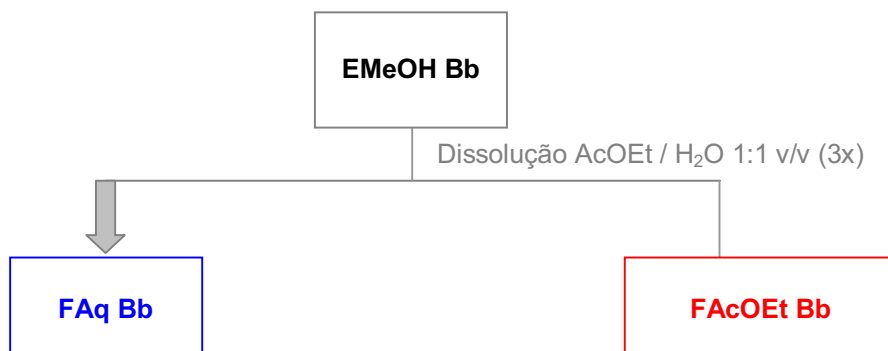 EMeOH Bb
Dissolução AcOEt / H₂O 1:1 v/v (3x)
FAq Bb
FAcOEt Bb